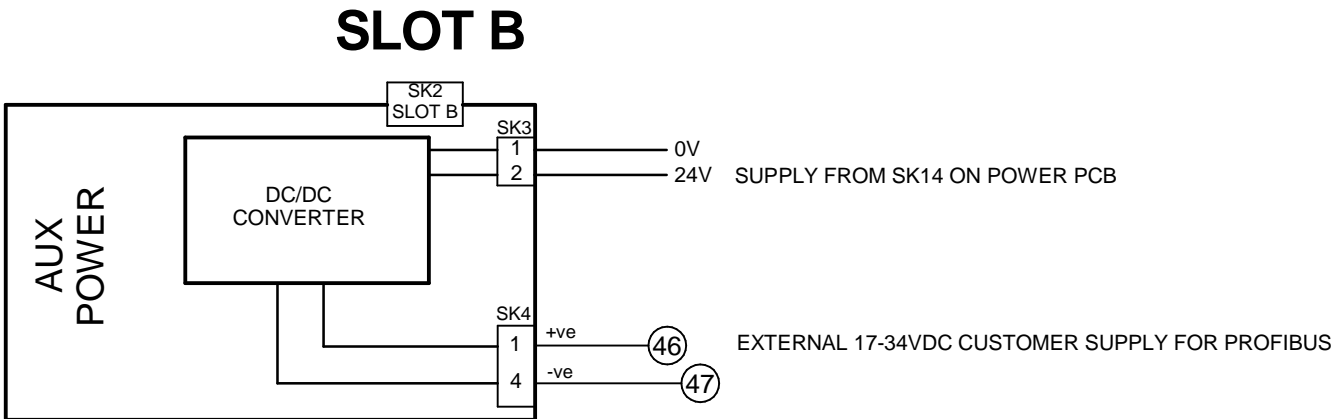 SLOT B
SK2
SLOT B
SK3
1
0V
2
24V SUPPLY FROM SK14 ON POWER PCB
DC/DC
CONVERTER
AUX
POWER
SK4
1
+ve
46
EXTERNAL 17-34VDC CUSTOMER SUPPLY FOR PROFIBUS
4
-ve
47